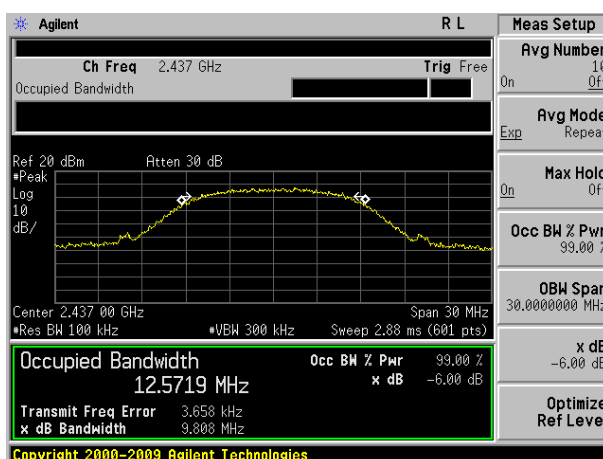 Agilent R L Meas Setup
Ch Freq 2.437 GHz Trig Free
Occupied Bandwidth
Avg Number
On
Avg Mode
Exp Repea
Max Hold
On
Occ BW % Pwr
99.00 %
OBW Span
30.0000000 MHz
x dB
-6.00 dB
Optimize
Ref Level
Ref 20 dBm Atten 30 dB
#Peak
Log
10
dB/
Center 2.437 00 GHz Span 30 MHz
#Res BW 100 kHz #VBW 300 kHz Sweep 2.88 ms (601 pts)
Occupied Bandwidth Occ BW % Pwr 99.00 %
12.5719 MHz x dB -6.00 dB
Transmit Freq Error 3.658 kHz
x dB Bandwidth 9.808 MHz
Copyright 2000-2009 Agilent Technologies